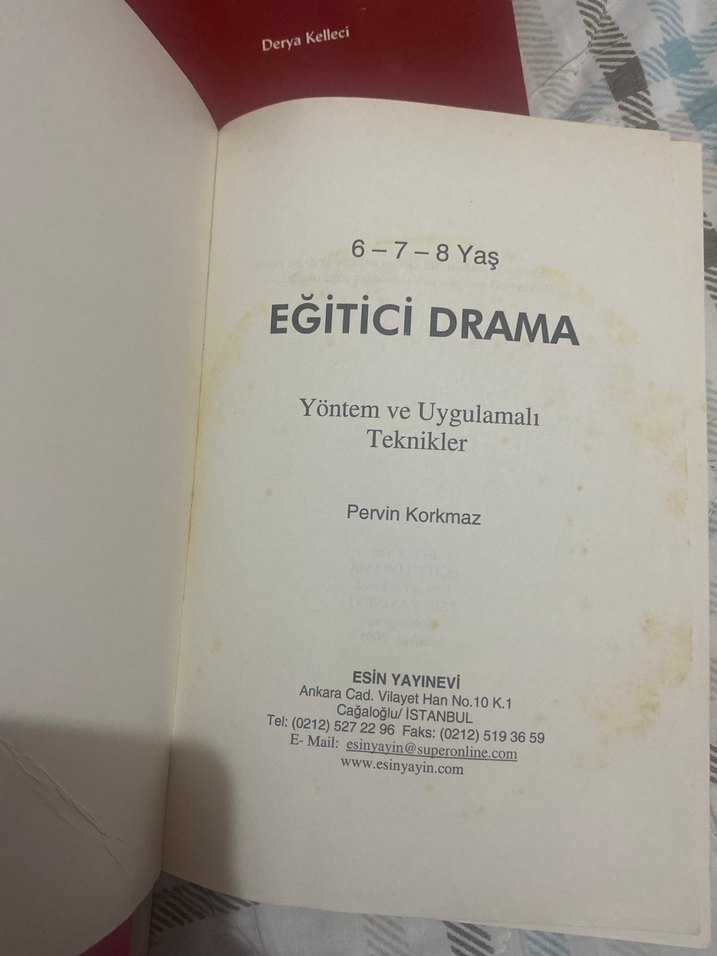 Derya Kelleci
6 – 7 – 8 Yaş
EĞİTİCİ DRAMA
Yöntem ve Uygulamalı
Teknikler
Pervin Korkmaz
ESİN YAYINEVİ
Ankara Cad. Vilayet Han No.10 K.1
Cağaloğlu/ İSTANBUL
Tel: (0212) 527 22 96 Faks: (0212) 519 36 59
E- Mail: esinyayin@superonline.com
www.esinyayin.com